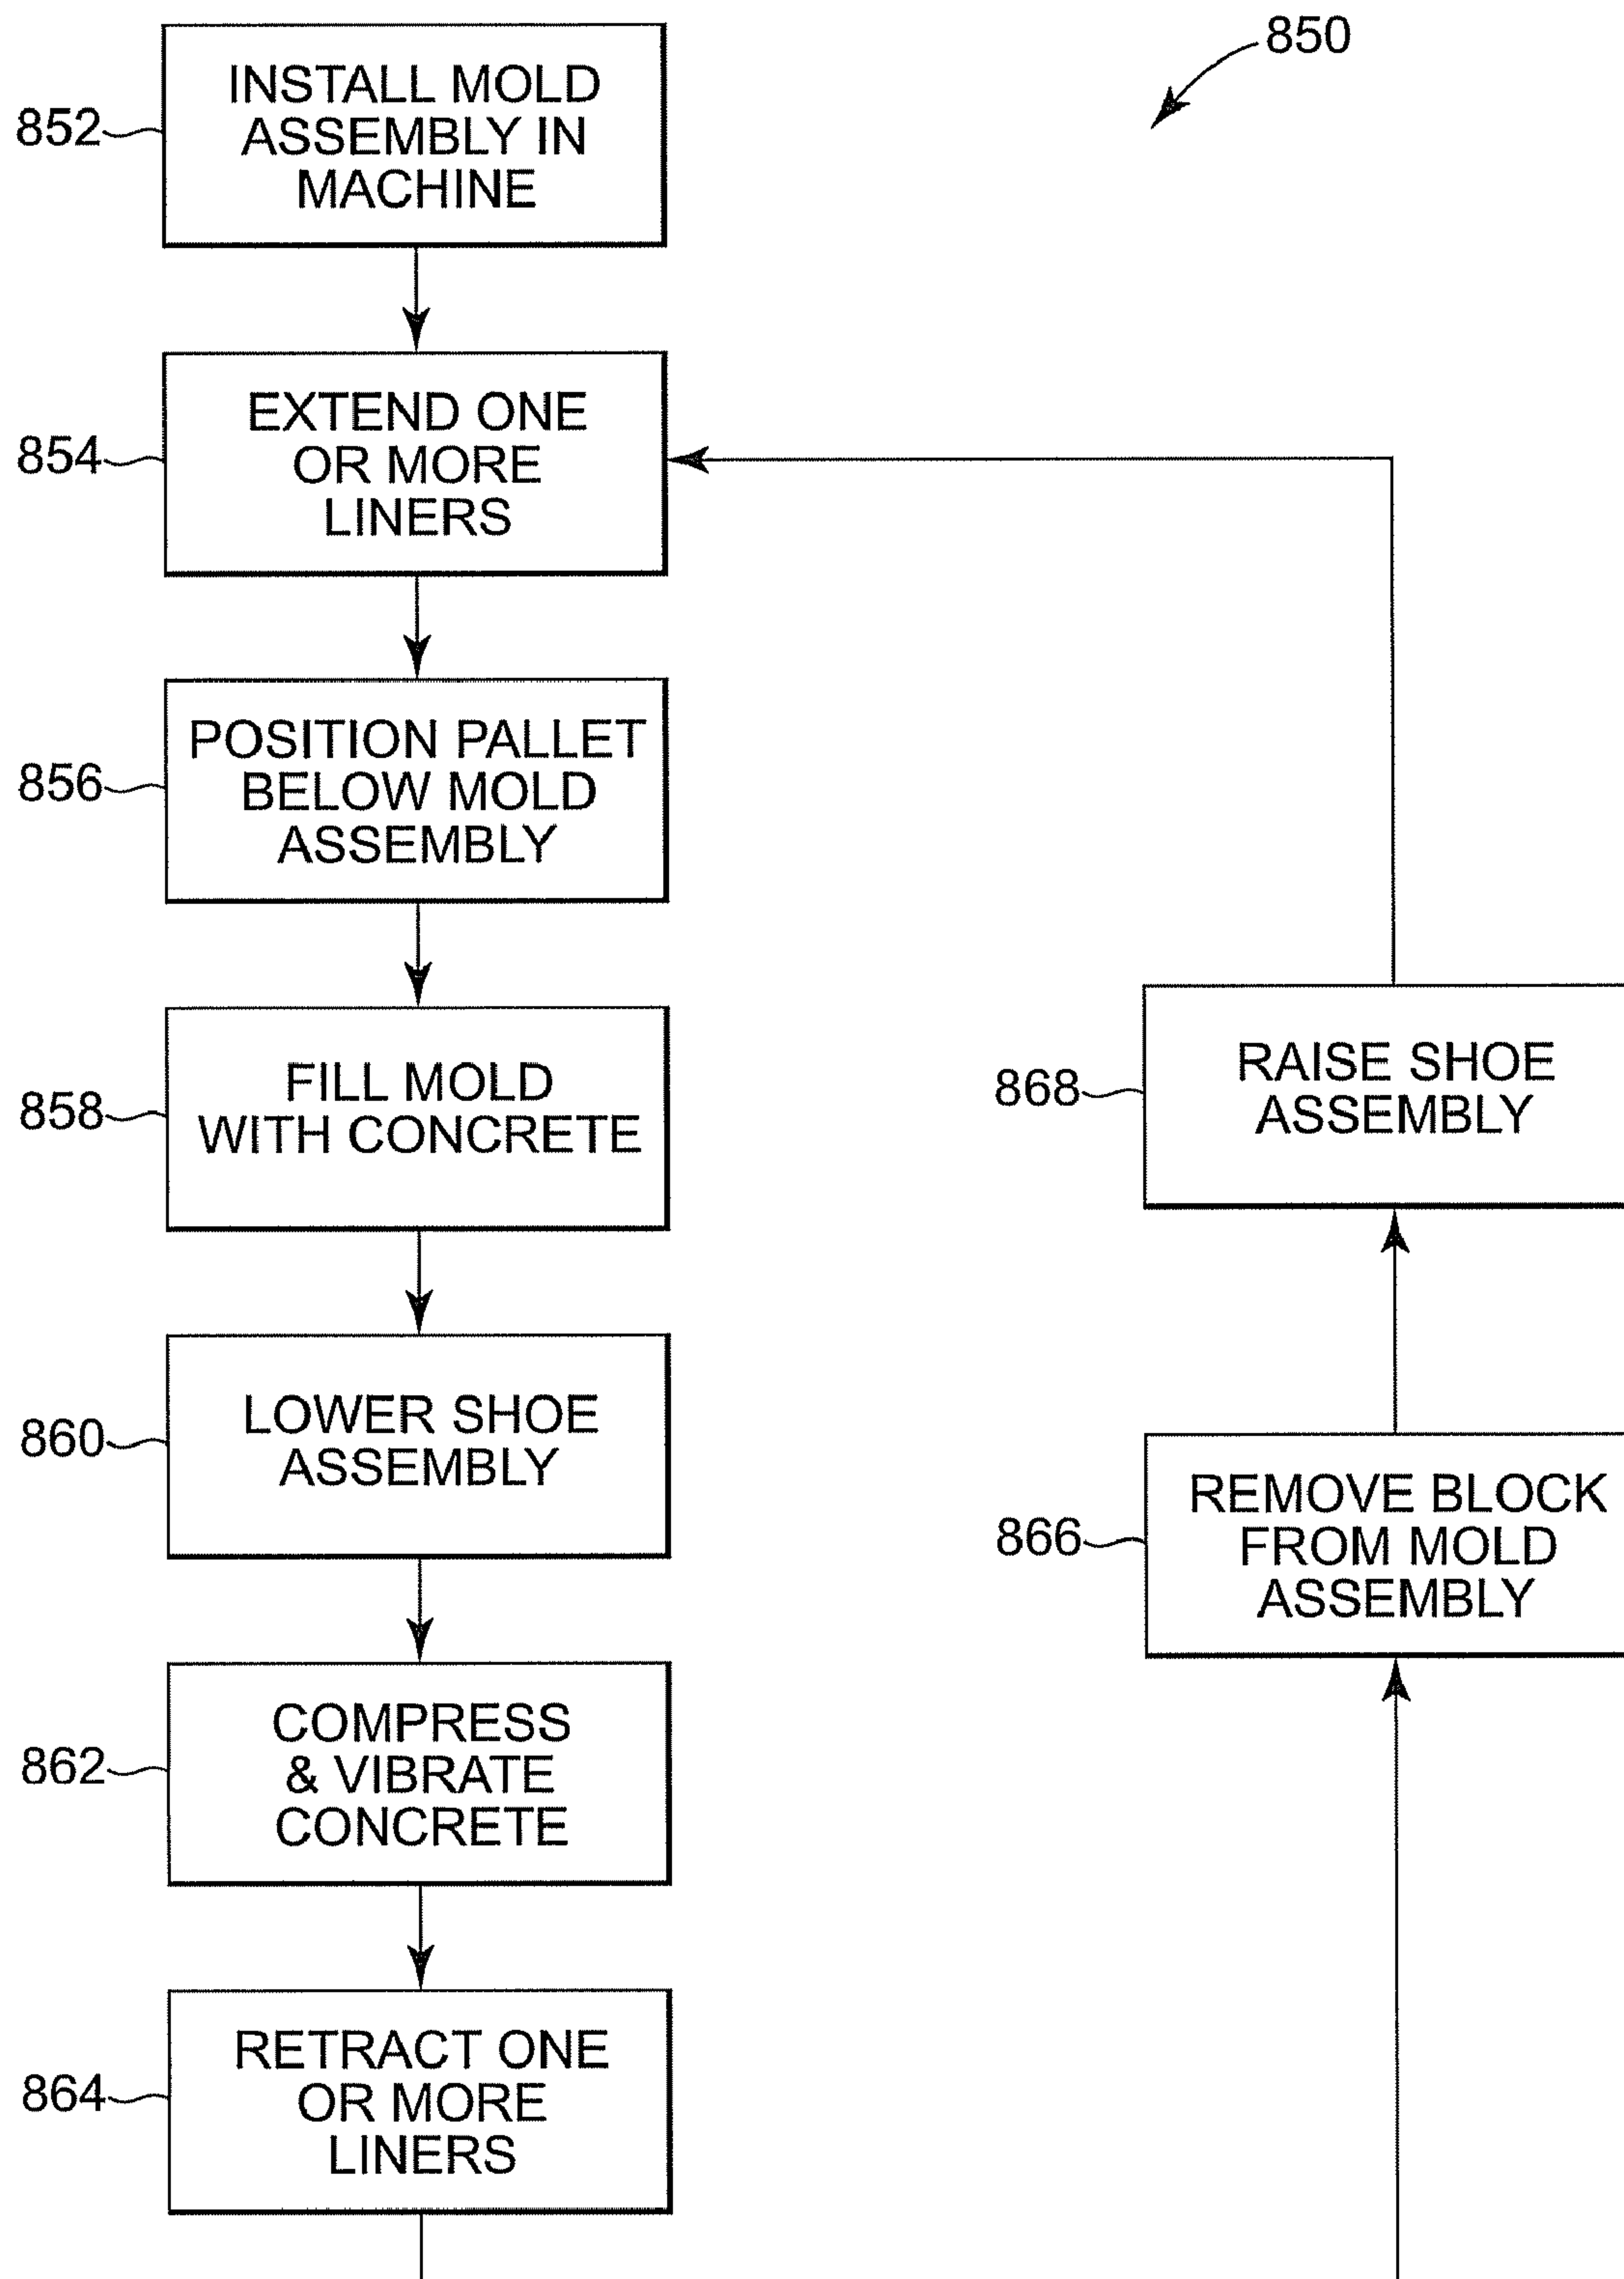 850
852
INSTALL MOLD
ASSEMBLY IN
MACHINE
854
EXTEND ONE
OR MORE
LINERS
856
POSITION PALLET
BELOW MOLD
ASSEMBLY
858
FILL MOLD
WITH CONCRETE
860
LOWER SHOE
ASSEMBLY
862
COMPRESS
& VIBRATE
CONCRETE
864
RETRACT ONE
OR MORE
LINERS
866
REMOVE BLOCK
FROM MOLD
ASSEMBLY
868
RAISE SHOE
ASSEMBLY